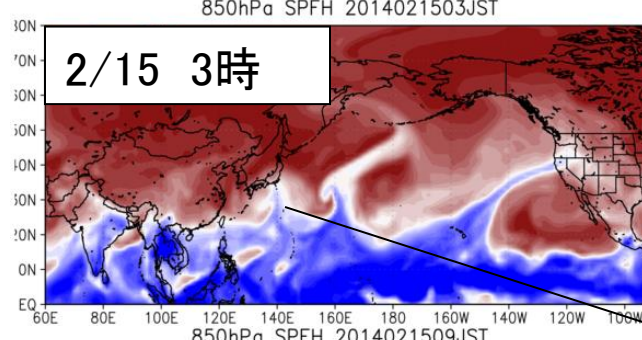 850hPa SPFH 2014021503JST
2/15 3時
80N
70N
60N
50N
40N
30N
20N
10N
EQ
60E 80E 100E 120E 140E 160E 180 160W 140W 120W 100W
850hPa SPFH 2014021509JST